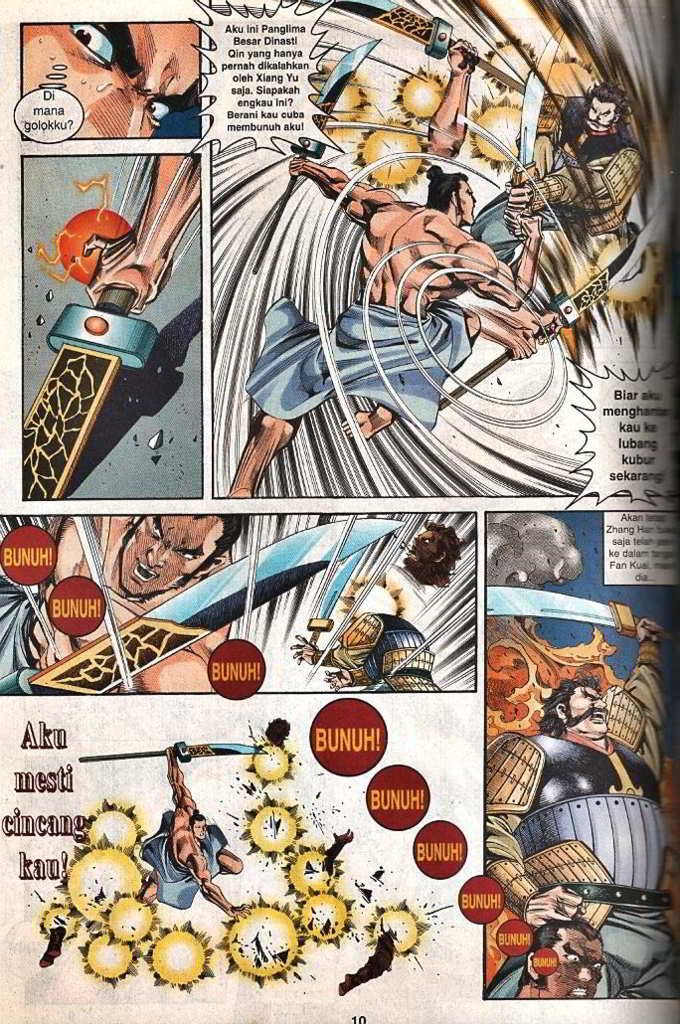 Di
mana
golokku?
Aku ini Panglima
Besar Dinasti
Qin yang hanya
pernah dikalahkan
oleh Xiang Yu
saja. Siapakah
engkau ini?
Berani kau cuba
membunuh aku!
Biar aku
menghantar
kau ke
lubang
kubur
sekarang!
BUNUH!
BUNUH!
BUNUH!
Akan
Zhang Han
saja telah
ke dalam
Fan Kuai,
dia...
Aku
mesti
cincang
kau!
BUNUH!
BUNUH!
BUNUH!
BUNUH!
BUNUH!
BUNUH!
10